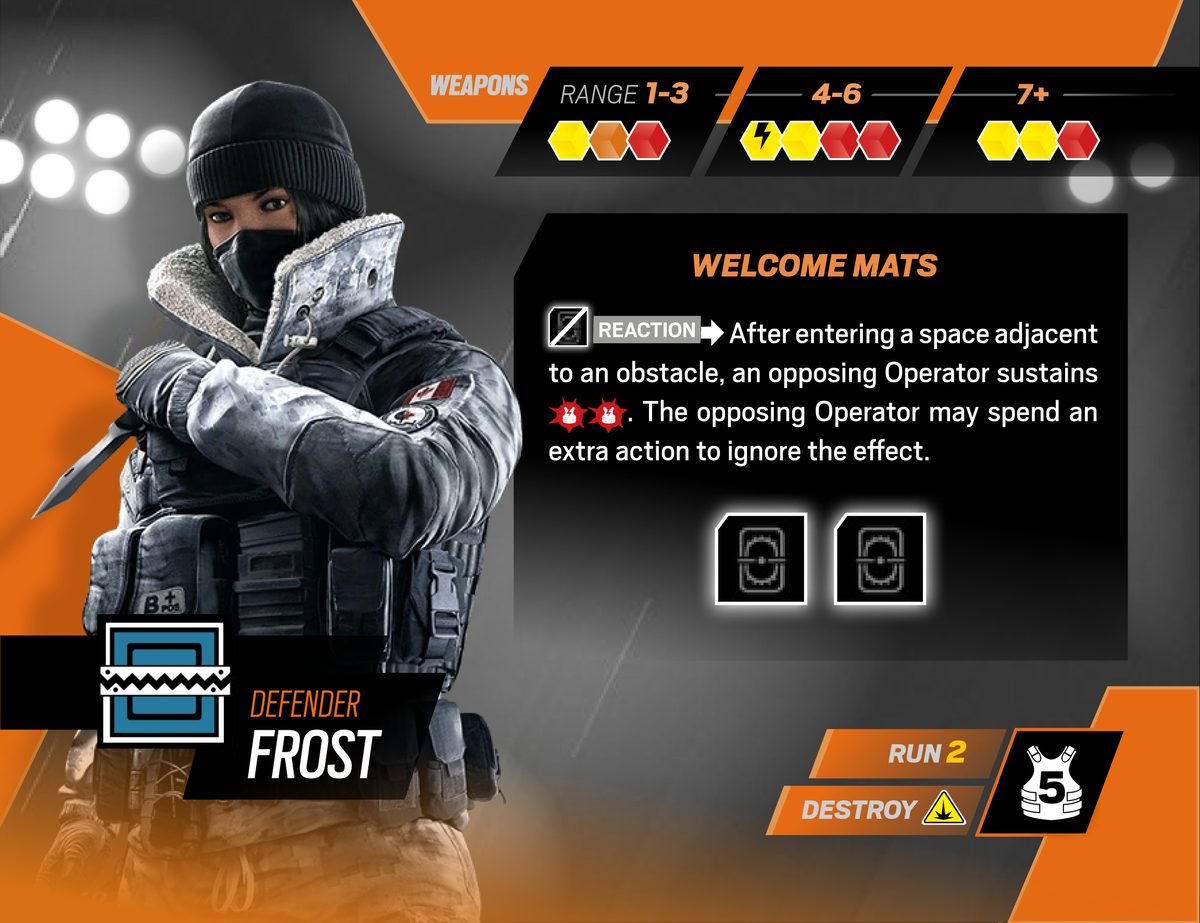 WEAPONS
RANGE 1-3
4-6
7+
WELCOME MATS
REACTION After entering a space adjacent
to an obstacle, an opposing Operator sustains
. The opposing Operator may spend an
extra action to ignore the effect.
B+
POS
DEFENDER
FROST
RUN 2
DESTROY
5